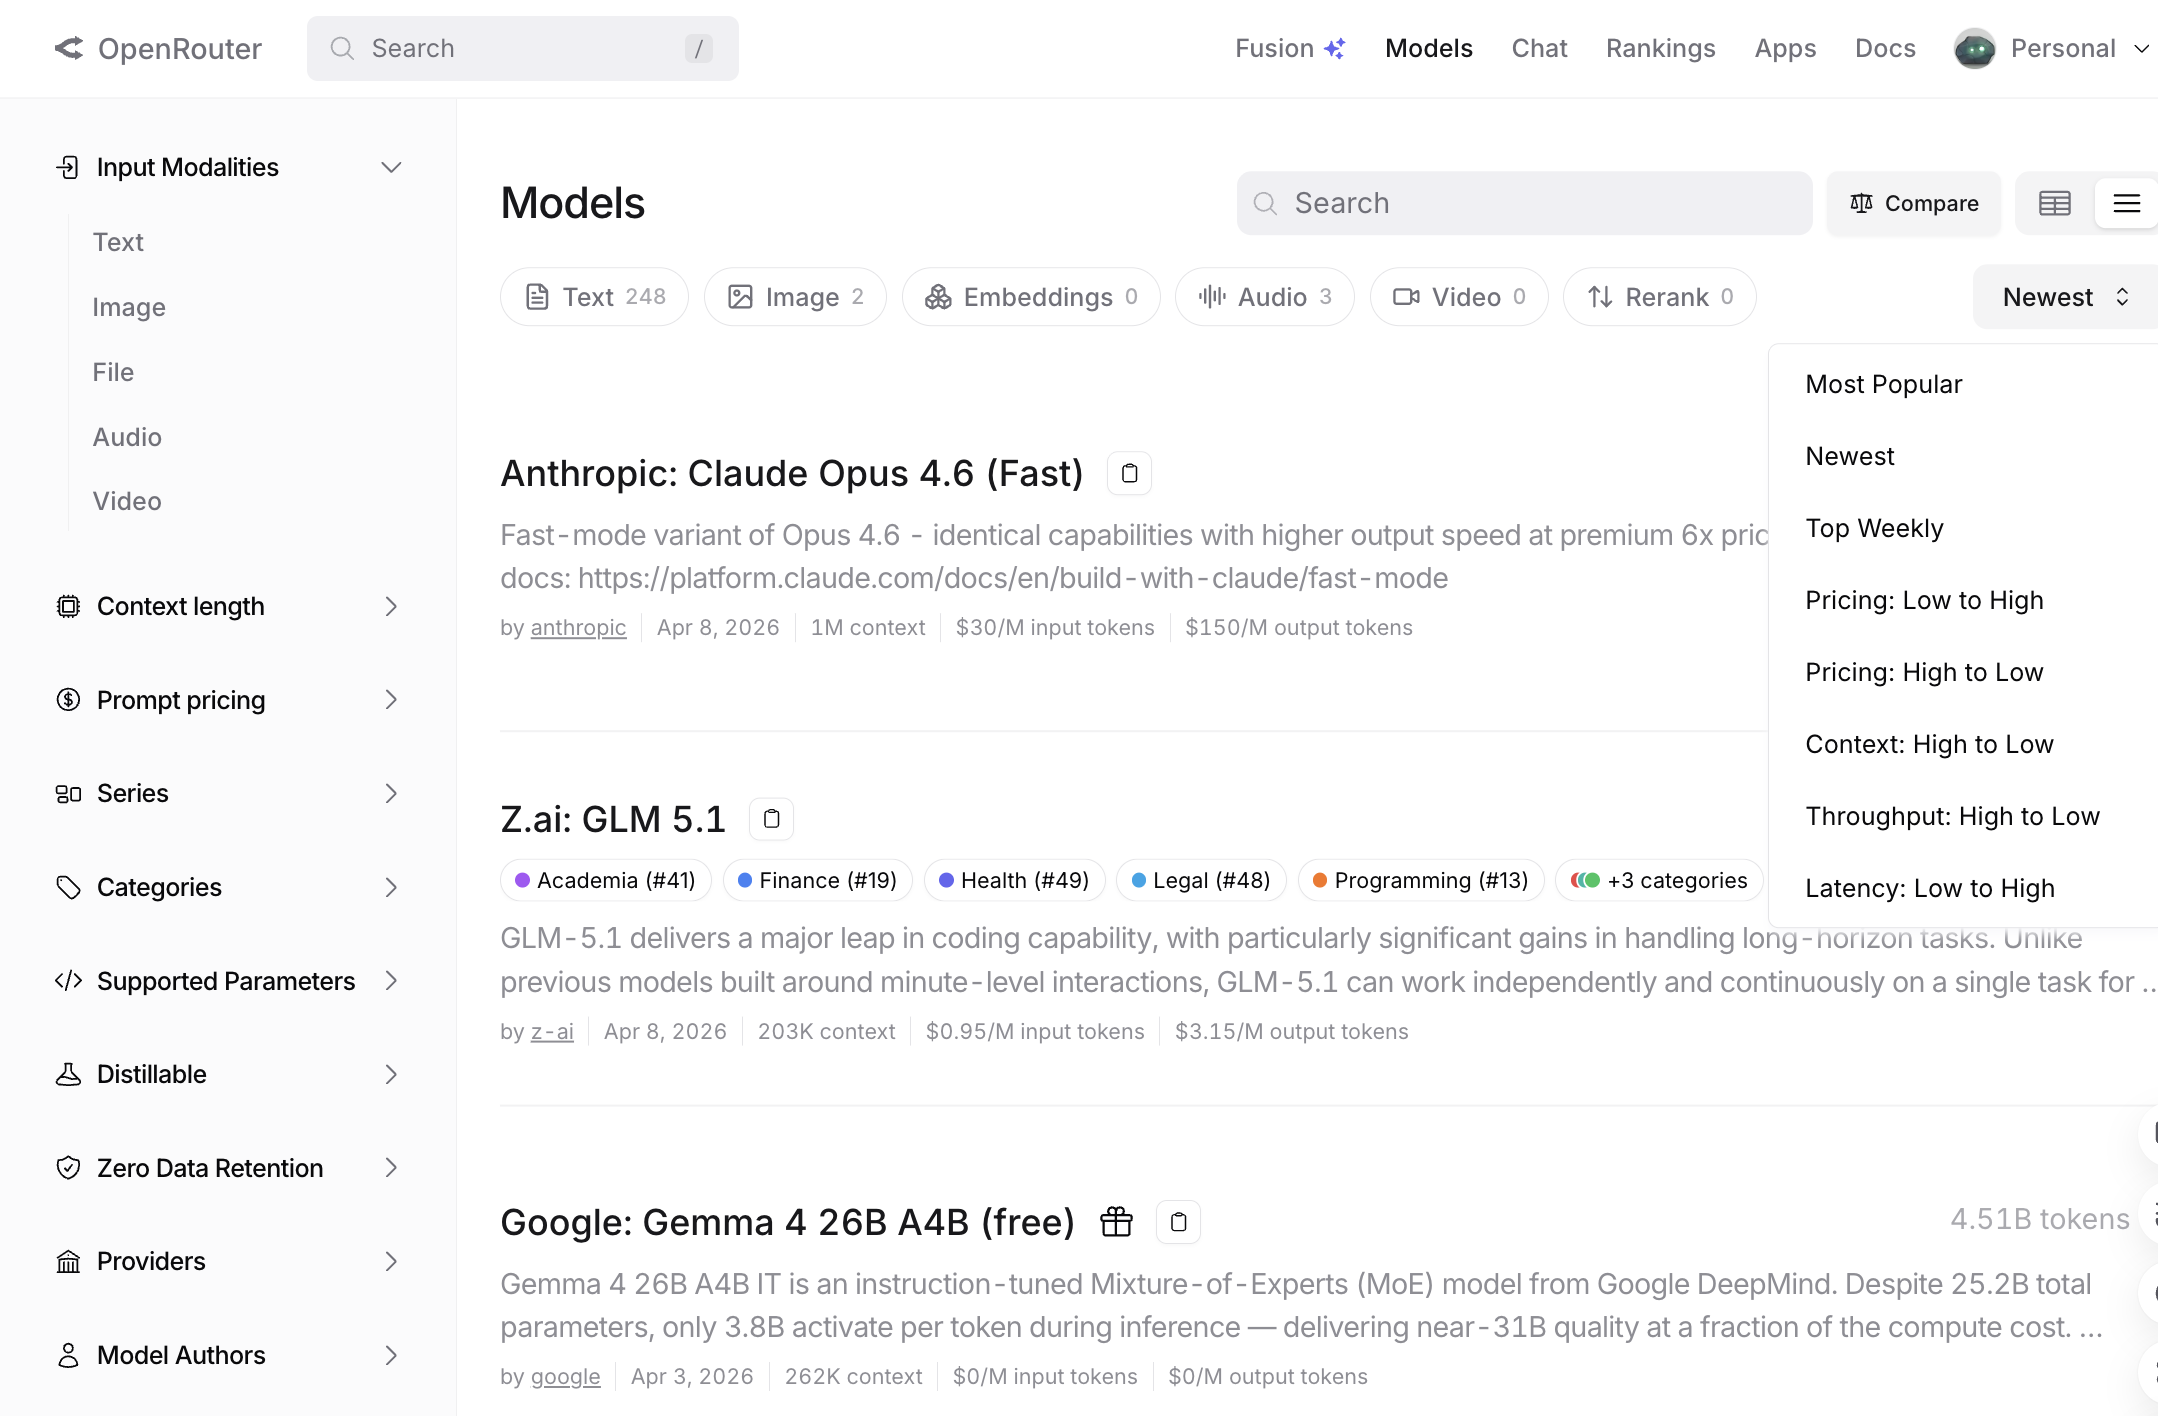 OpenRouter
Search
/
Fusion
Models
Chat
Rankings
Apps
Docs
Personal
Input Modalities
Text
Image
File
Audio
Video
Context length
Prompt pricing
Series
Categories
Supported Parameters
Distillable
Zero Data Retention
Providers
Model Authors
Models
Search
Compare
Text 248
Image 2
Embeddings 0
Audio 3
Video 0
Rerank 0
Newest
Most Popular
Newest
Top Weekly
Pricing: Low to High
Pricing: High to Low
Context: High to Low
Throughput: High to Low
Latency: Low to High
Anthropic: Claude Opus 4.6 (Fast)
Fast-mode variant of Opus 4.6 - identical capabilities with higher output speed at premium 6x
docs: https://platform.claude.com/docs/en/build-with-claude/fast-mode
by anthropic Apr 8, 2026 1M context $30/M input tokens $150/M output tokens
Z.ai: GLM 5.1
Academia (#41) Finance (#19) Health (#49) Legal (#48) Programming (#13) +3 categories
GLM-5.1 delivers a major leap in coding capability, with particularly significant gains in handling long-horizon tasks. Unlike
previous models built around minute-level interactions, GLM-5.1 can work independently and continuously on a single task for ..
by z-ai Apr 8, 2026 203K context $0.95/M input tokens $3.15/M output tokens
Google: Gemma 4 26B A4B (free)
4.51B tokens
Gemma 4 26B A4B IT is an instruction-tuned Mixture-of-Experts (MoE) model from Google DeepMind. Despite 25.2B total
parameters, only 3.8B activate per token during inference — delivering near-31B quality at a fraction of the compute cost. ...
by google Apr 3, 2026 262K context $0/M input tokens $0/M output tokens